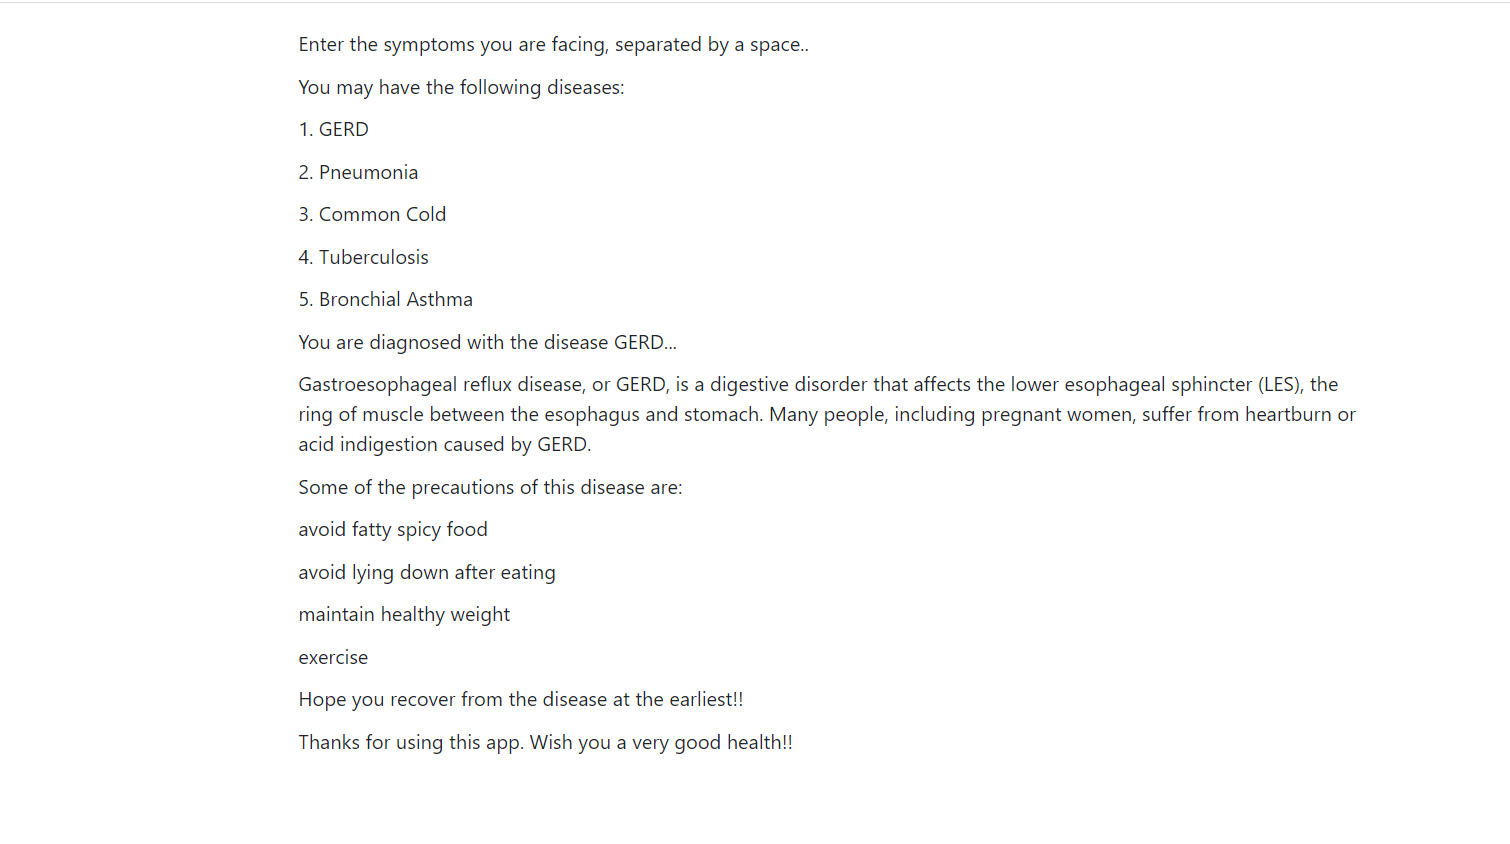 Enter the symptoms you are facing, separated by a space..
You may have the following diseases:
1. GERD
2. Pneumonia
3. Common Cold
4. Tuberculosis
5. Bronchial Asthma
You are diagnosed with the disease GERD...
Gastroesophageal reflux disease, or GERD, is a digestive disorder that affects the lower esophageal sphincter (LES), the
ring of muscle between the esophagus and stomach. Many people, including pregnant women, suffer from heartburn or
acid indigestion caused by GERD.
Some of the precautions of this disease are:
avoid fatty spicy food
avoid lying down after eating
maintain healthy weight
exercise
Hope you recover from the disease at the earliest!!
Thanks for using this app. Wish you a very good health!!